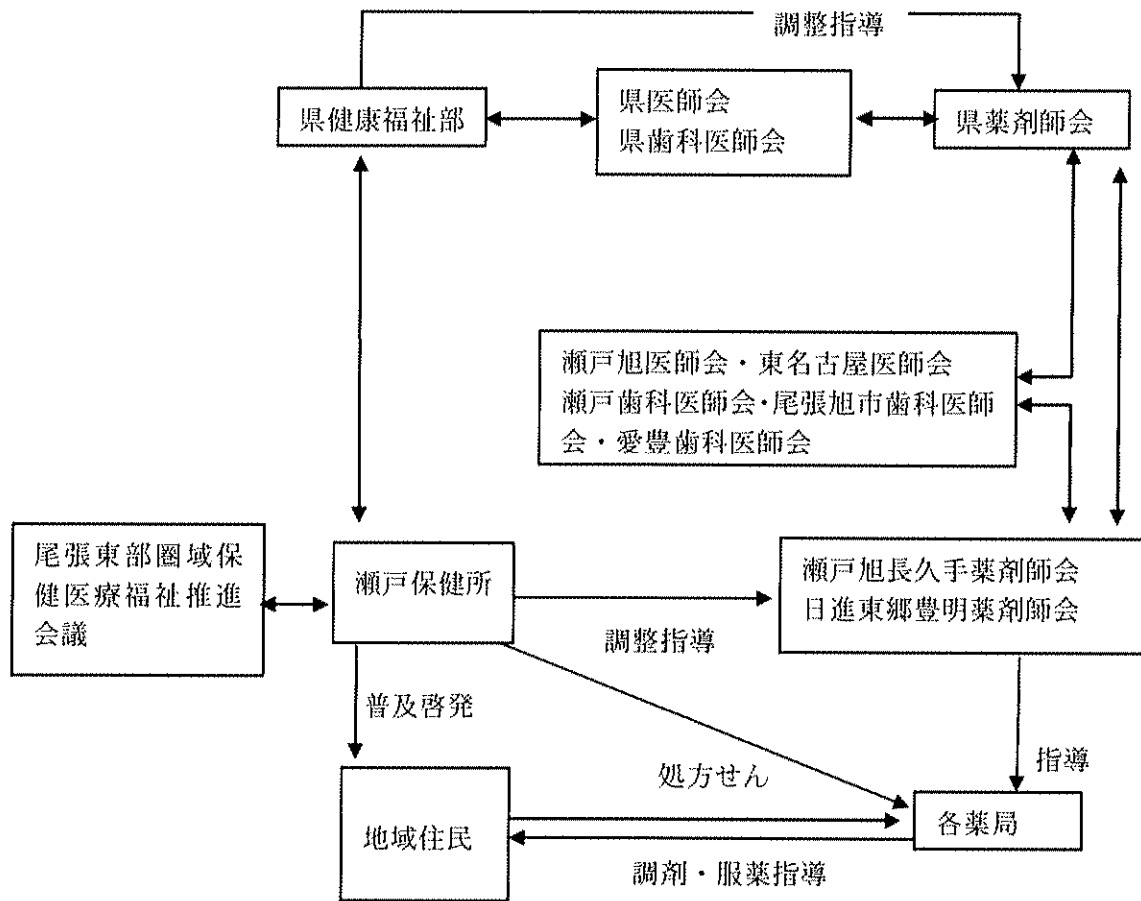 調整指導
県健康福祉部
県医師会
県歯科医師会
県薬剤師会
瀬戸旭医師会・東名古屋医師会
瀬戸歯科医師会・尾張旭市歯科医師
会・愛豊歯科医師会
尾張東部圏域保
健医療福祉推進
会議
瀬戸保健所
瀬戸旭長久手薬剤師会
日進東郷豊明薬剤師会
調整指導
普及啓発
指導
処方せん
地域住民
各薬局
調剤・服薬指導